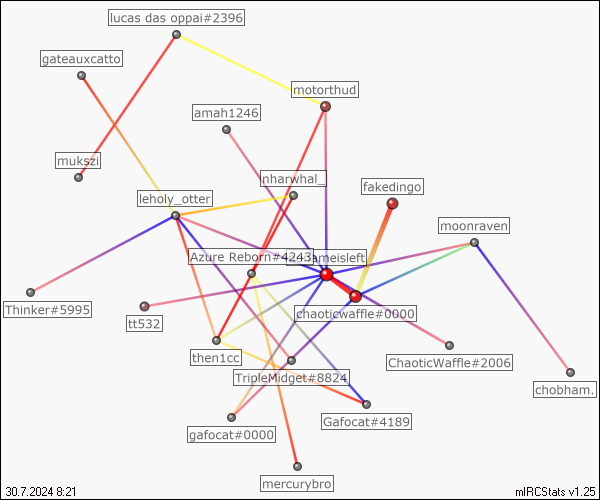 lucas das oppai#2396
gateauxcatto
motorthud
amah1246
mukszi
nharwhal_
fakedingo
leholy_otter
moonraven
Azure Reborn#4243
ameisleft
Thinker#5995
chaoticwaffle#0000
tt532
then1cc
ChaoticWaffle#2006
TripleMidget#8824
chobham.
Gafocat#4189
gafocat#0000
mercurybro
30.7.2024 8:21
mIRCStats v1.25